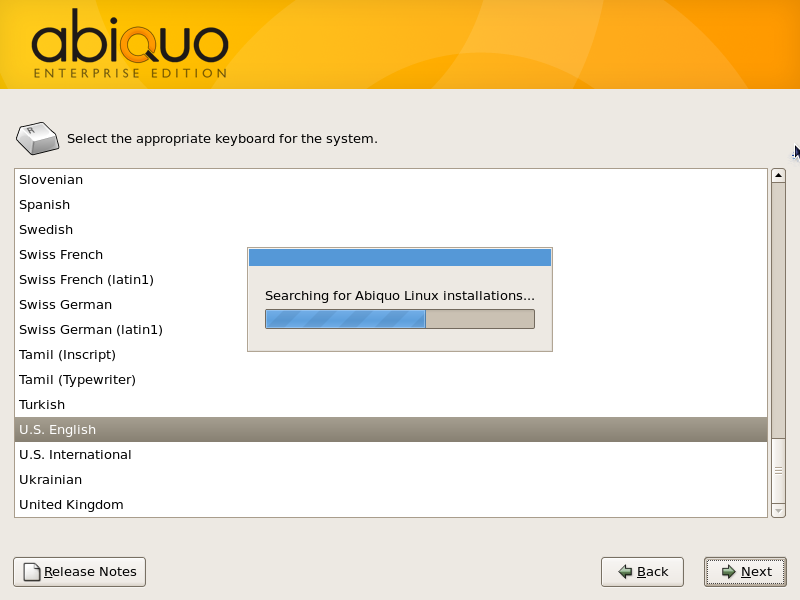 abiquo
ENTERPRISE EDITION
R
Select the appropriate keyboard for the system.
Slovenian
Spanish
Swedish
Swiss French
Swiss French (latin1)
Swiss German
Swiss German (latin1)
Tamil (Inscript)
Tamil (Typewriter)
Turkish
U.S. English
U.S. International
Ukrainian
United Kingdom
Searching for Abiquo Linux installations...
Release Notes
Back
Next